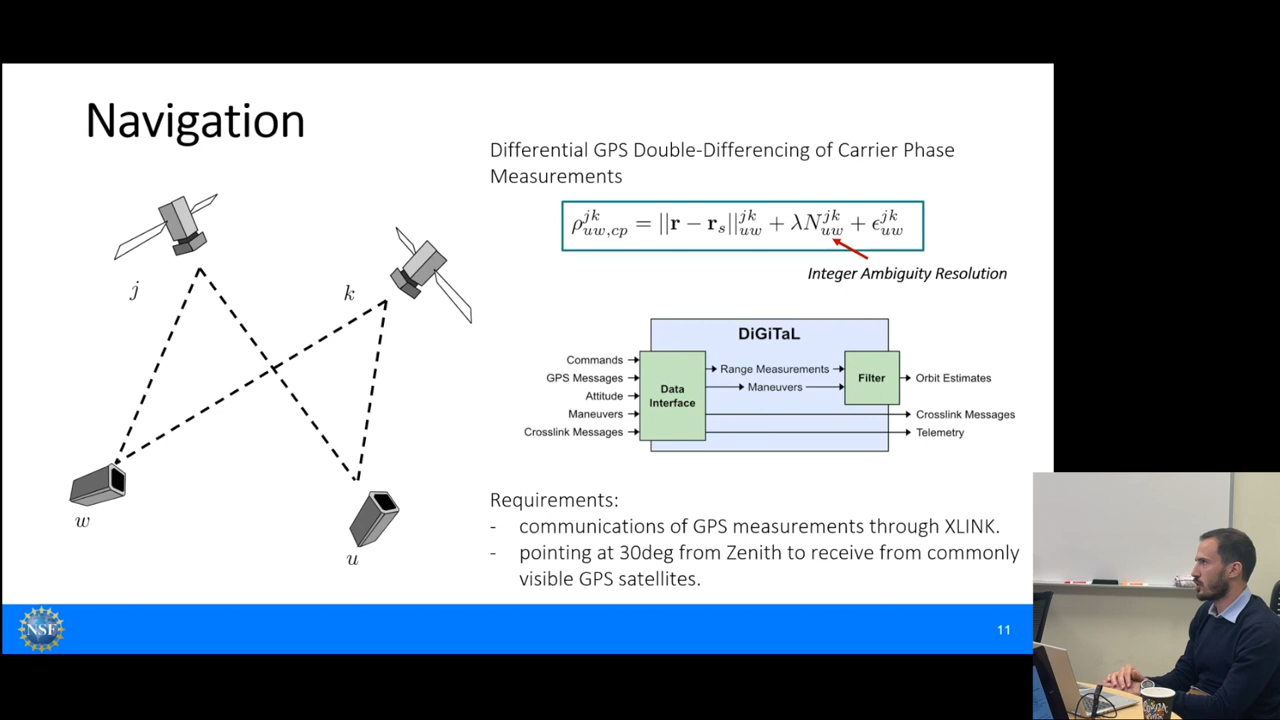 Navigation
Differential GPS Double-Differencing of Carrier Phase
Measurements
$\rho_{uw,cp}^{jk} = ||\mathbf{r} - \mathbf{r}_s||_{uw}^{jk} + \lambda N_{uw}^{jk} + \epsilon_{uw}^{jk}$
Integer Ambiguity Resolution
j
k
w
u
DiGiTaL
Commands
GPS Messages
Attitude
Maneuvers
Crosslink Messages
Data
Interface
Range Measurements
Maneuvers
Filter
Orbit Estimates
Crosslink Messages
Telemetry
Requirements:
- communications of GPS measurements through XLINK.
- pointing at 30deg from Zenith to receive from commonly
visible GPS satellites.
NSF
11